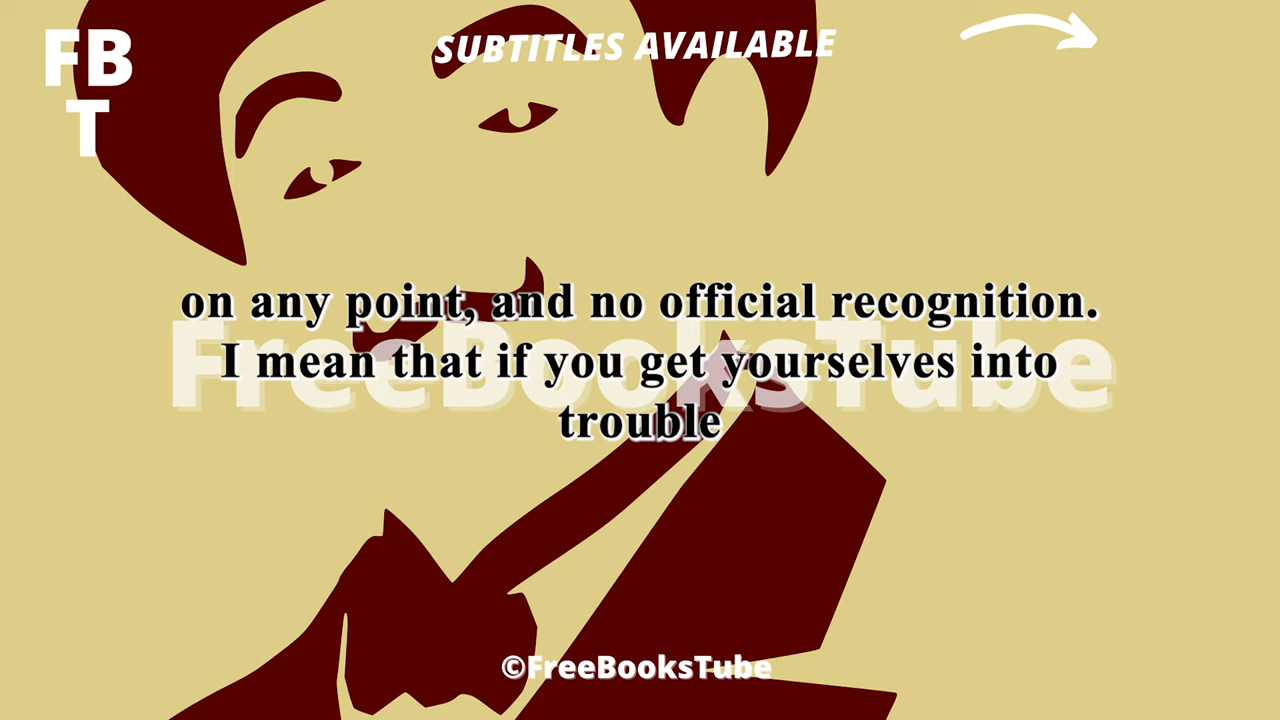 FB
T
SUBTITLES AVAILABLE
on any point, and no official recognition.
I mean that if you get yourselves into
trouble
FreeBooksTube
©FreeBooksTube